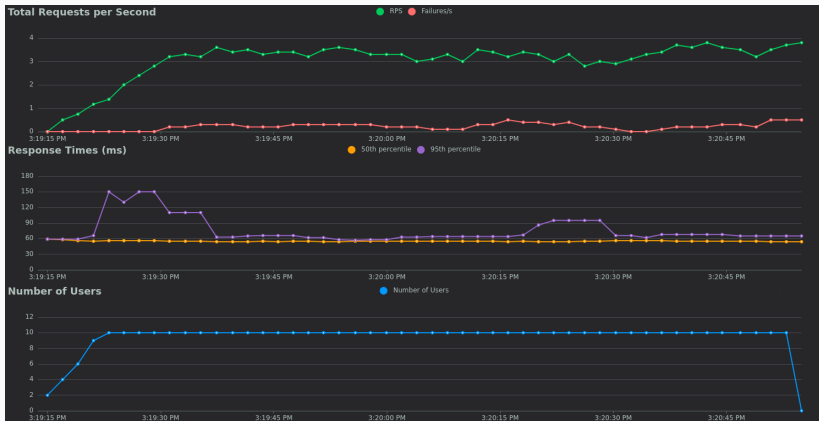 Total Requests per Second
RPS Failures/s
4
3
2
1
0
3:19:15 PM 3:19:30 PM 3:19:45 PM 3:20:00 PM 3:20:15 PM 3:20:30 PM 3:20:45 PM
Response Times (ms)
50th percentile 95th percentile
180
150
120
90
60
30
0
3:19:15 PM 3:19:30 PM 3:19:45 PM 3:20:00 PM 3:20:15 PM 3:20:30 PM 3:20:45 PM
Number of Users
Number of Users
12
10
8
6
4
2
0
3:19:15 PM 3:19:30 PM 3:19:45 PM 3:20:00 PM 3:20:15 PM 3:20:30 PM 3:20:45 PM